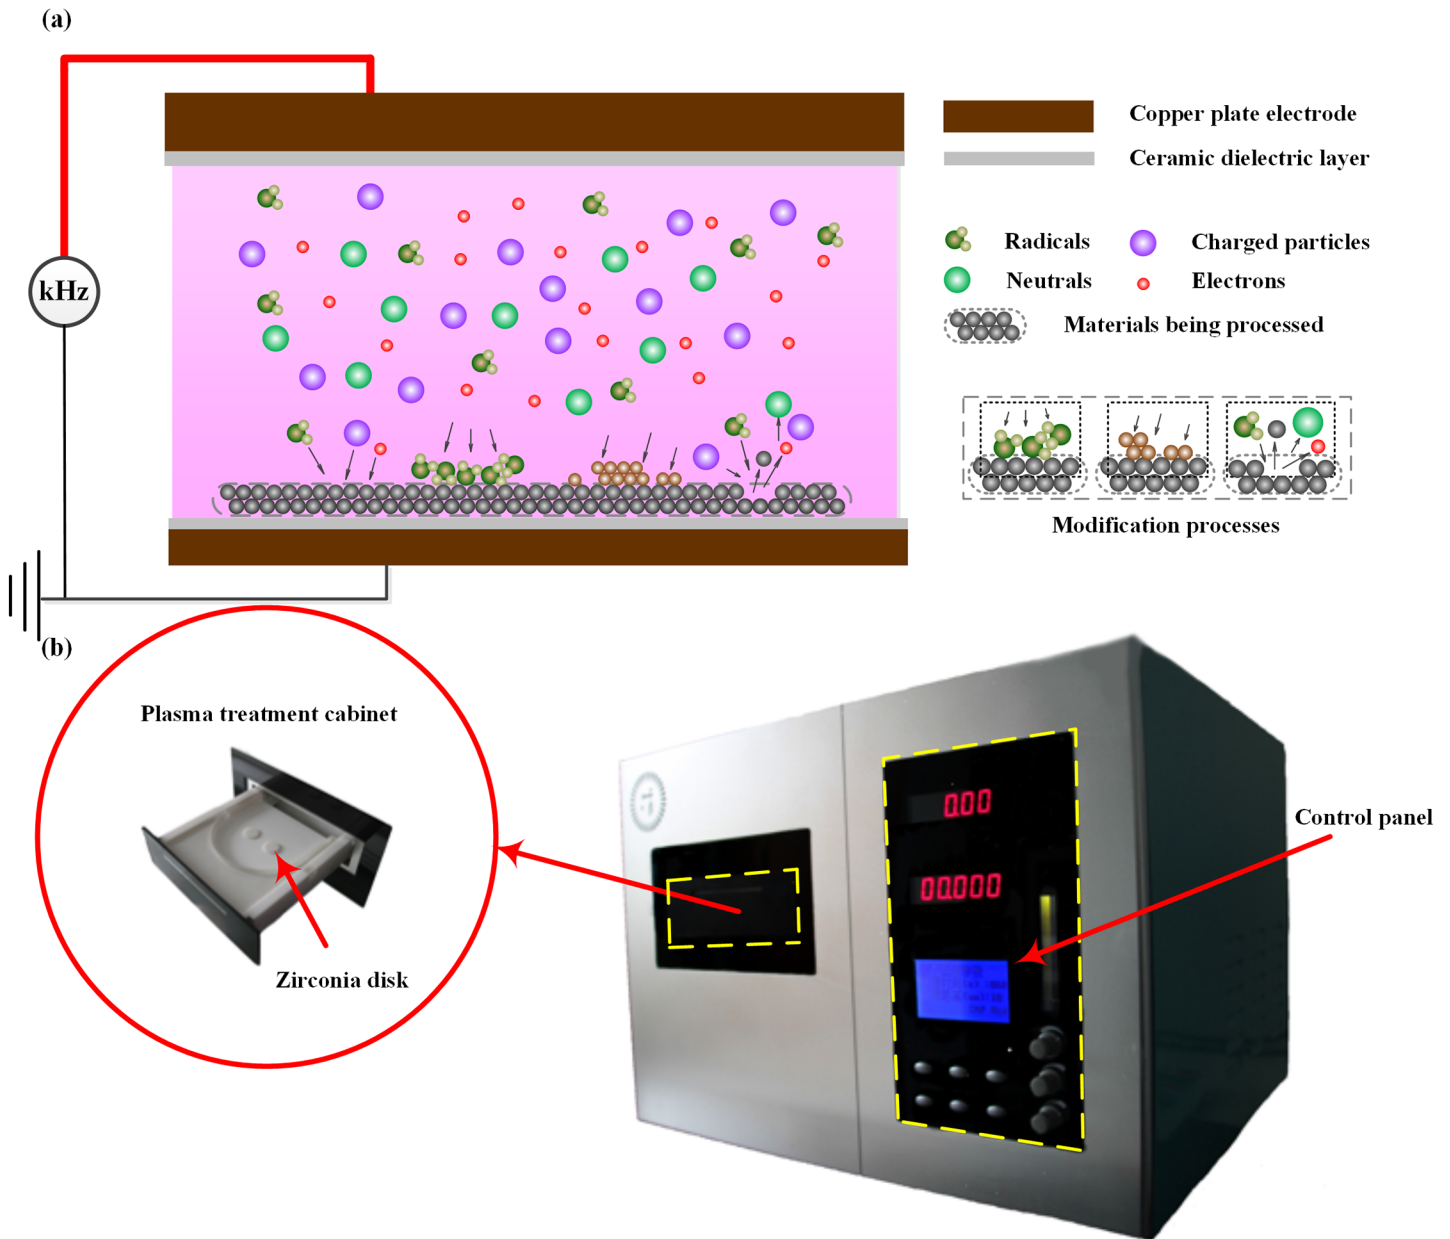 (a)
kHz
Copper plate electrode
Ceramic dielectric layer
Radicals
Charged particles
Neutrals
Electrons
Materials being processed
Modification processes
(b)
Plasma treatment cabinet
Zirconia disk
0.00
00.000
Control panel